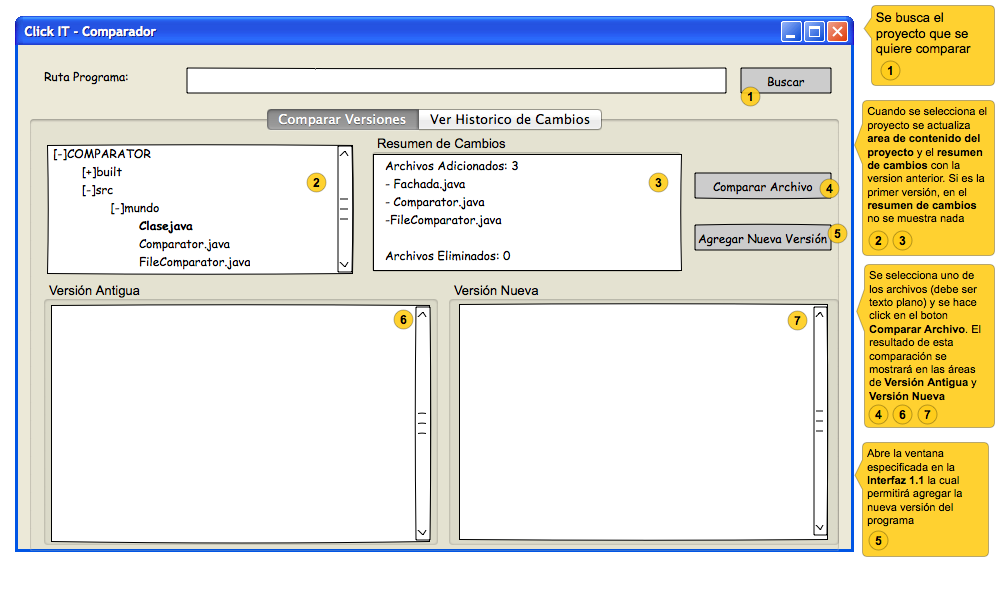 Click IT - Comparador
Ruta Programa:
Buscar
1
Comparar Versiones
Ver Historico de Cambios
[-]COMPARATOR
[+]built
[-]src
[-]mundo
Clasejava
Comparator.java
FileComparator.java
2
Resumen de Cambios
Archivos Adicionados: 3
- Fachada.java
- Comparator.java
-FileComparator.java
Archivos Eliminados: 0
3
Comparar Archivo
4
Agregar Nueva Versión
5
Versión Antigua
6
Versión Nueva
7
Se busca el
proyecto que se
quiere comparar
1
Cuando se selecciona el
proyecto se actualiza
area de contenido del
proyecto y el resumen
de cambios con la
version anterior. Si es la
primer versión, en el
resumen de cambios
no se muestra nada
2 3
Se selecciona uno de
los archivos (debe ser
texto plano) y se hace
click en el boton
Comparar Archivo. El
resultado de esta
comparación se
mostrará en las áreas
de Versión Antigua y
Versión Nueva
4 6 7
Abre la ventana
especificada en la
Interfaz 1.1 la cual
permitirá agregar la
nueva versión del
programa
5